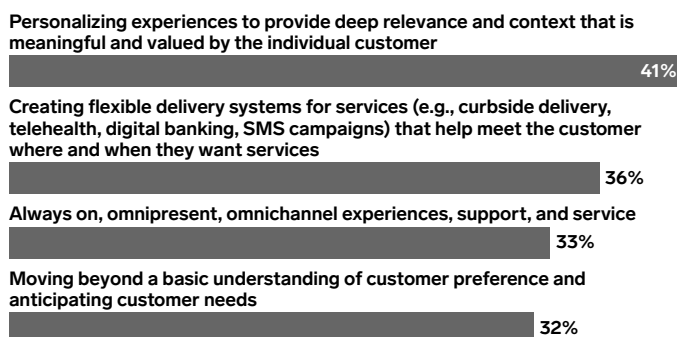 Personalizing experiences to provide deep relevance and context that is
meaningful and valued by the individual customer
41%
Creating flexible delivery systems for services (e.g., curbside delivery,
telehealth, digital banking, SMS campaigns) that help meet the customer
where and when they want services
36%
Always on, omnipresent, omnichannel experiences, support, and service
33%
Moving beyond a basic understanding of customer preference and
anticipating customer needs
32%